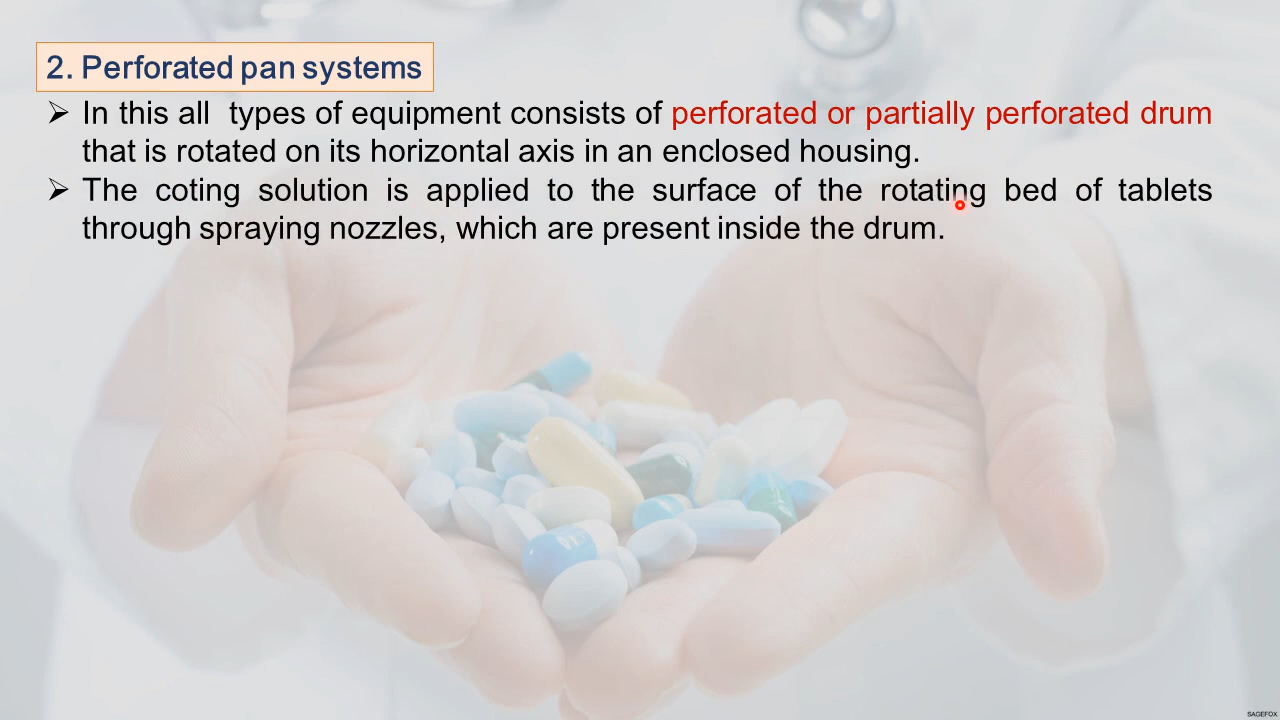 2. Perforated pan systems
➢ In this all types of equipment consists of perforated or partially perforated drum
that is rotated on its horizontal axis in an enclosed housing.
➢ The coting solution is applied to the surface of the rotating bed of tablets
through spraying nozzles, which are present inside the drum.
SAGEFOX